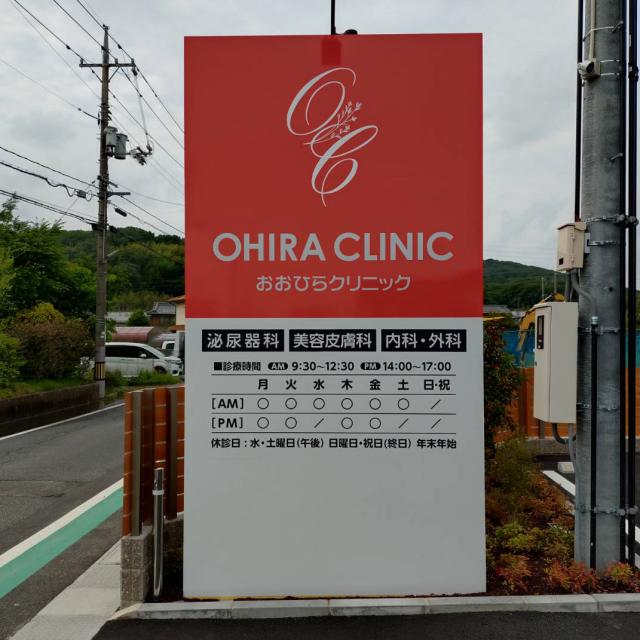 OC
OHIRA CLINIC
おおひらクリニック
泌尿器科 美容皮膚科 内科・外科
■診療時間 AM 9:30～12:30 PM 14:00～17:00
月 火 水 木 金 土 日・祝
[AM] ○ ○ ○ ○ ○ ○ ／
[PM] ○ ○ ／ ○ ○ ／ ／
休診日：水・土曜日(午後) 日曜日・祝日(終日) 年末年始